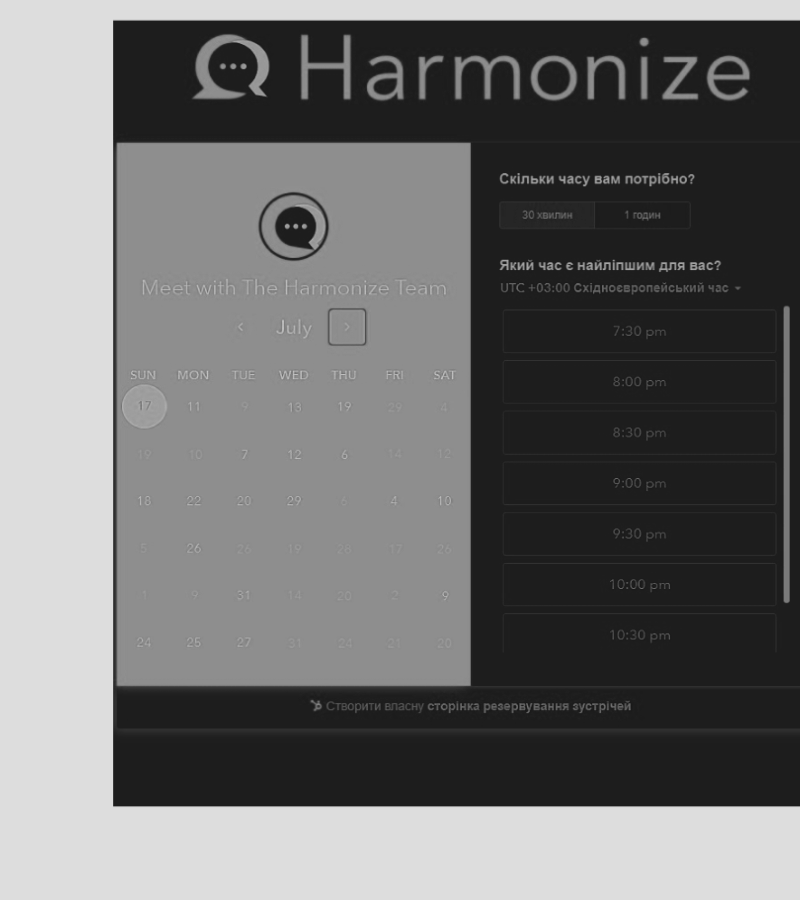 Harmonize
Meet with The Harmonize Team
‹ July ›
SUN MON TUE WED THU FRI SAT
17 11 9 13 19 29 4
19 10 7 12 6 14 12
18 22 20 29 6 4 10
5 26 26 19 28 17 26
1 9 31 14 20 2 9
24 25 27 31 24 21 20
Скільки часу вам потрібно?
30 хвилин 1 годин
Який час є найліпшим для вас?
UTC +03:00 Східноєвропейський час
7:30 pm
8:00 pm
8:30 pm
9:00 pm
9:30 pm
10:00 pm
10:30 pm
Створити власну сторінка резервування зустрічей